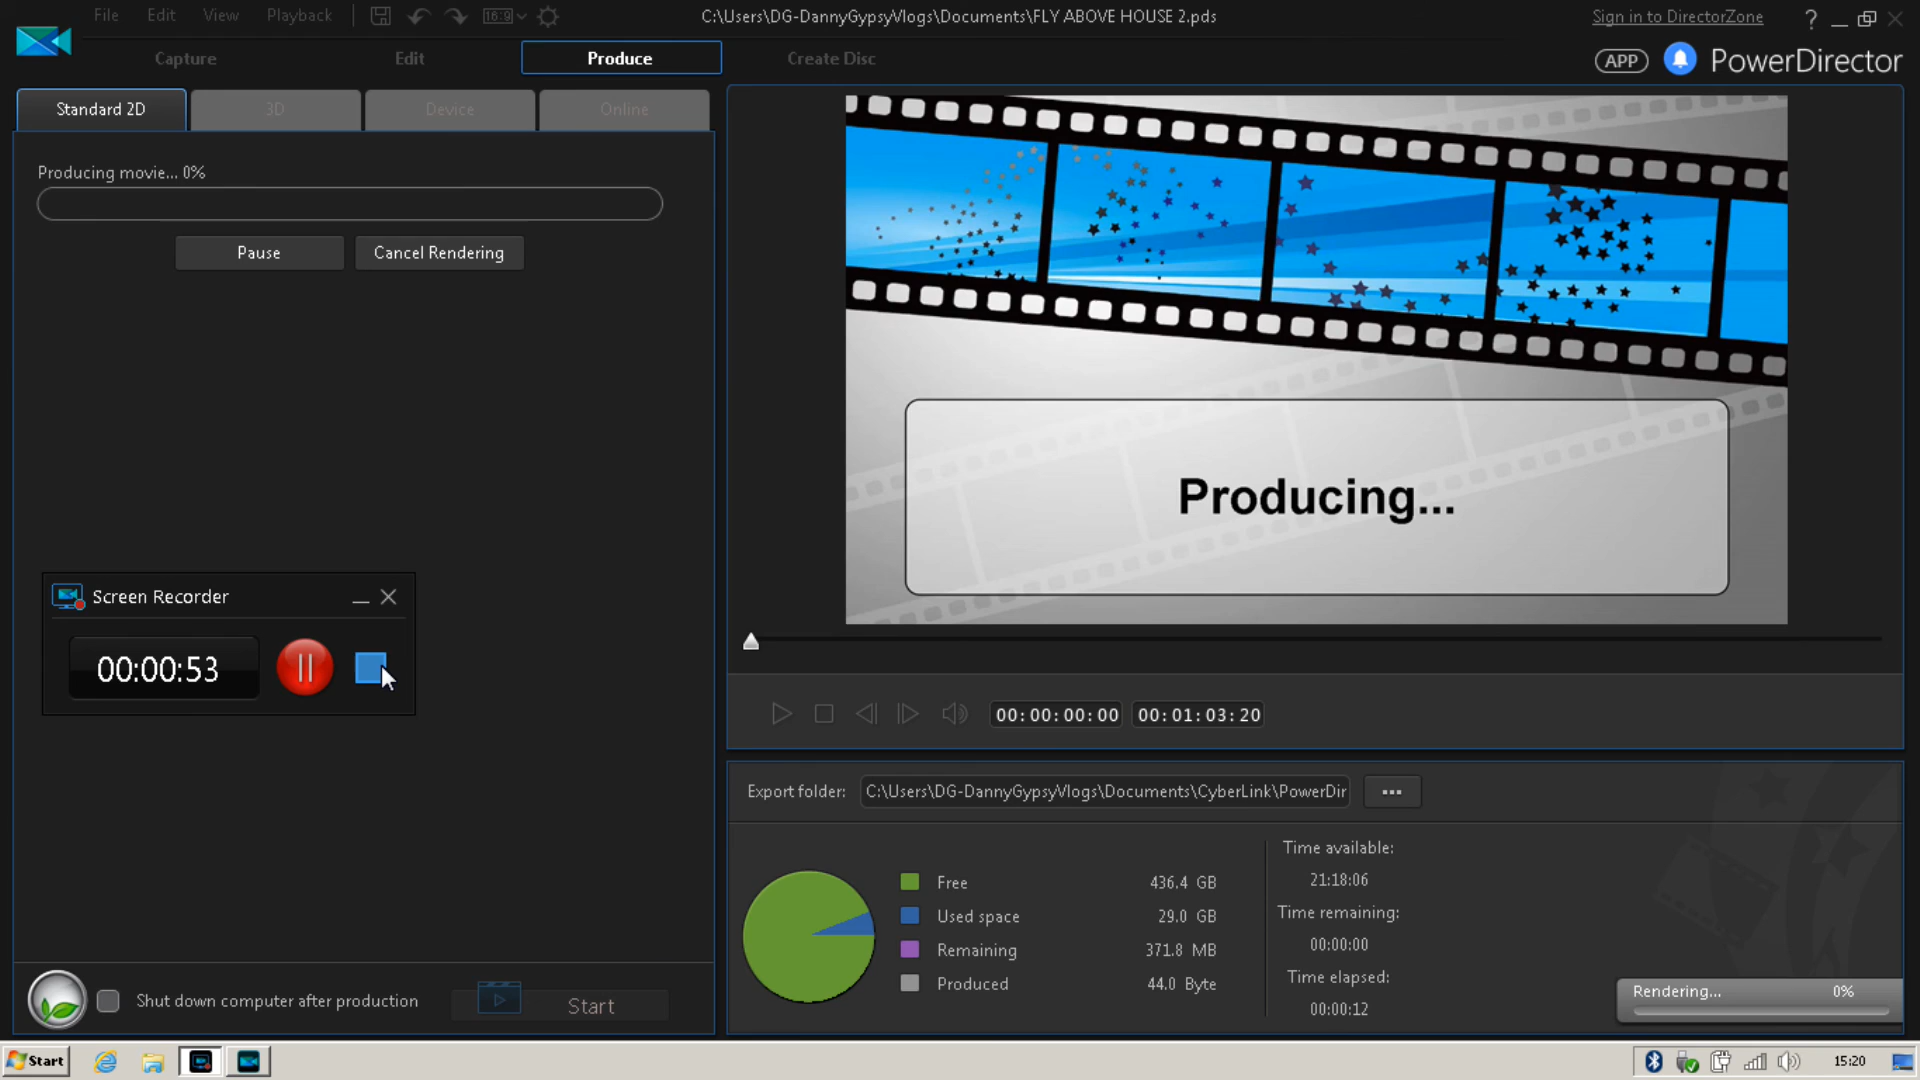 File Edit View Playback 16:9 C:\Users\DG-DannyGypsyVlogs\Documents\FLY ABOVE HOUSE 2.pds Sign in to DirectorZone ?
Capture Edit Produce Create Disc APP PowerDirector
Standard 2D 3D Device Online
Producing movie... 0%
Pause Cancel Rendering
Producing...
Screen Recorder
00:00:53
00:00:00:00 00:01:03:20
Export folder: C:\Users\DG-DannyGypsyVlogs\Documents\CyberLink\PowerDir ...
Time available:
Free 436.4 GB 21:18:06
Used space 29.0 GB Time remaining:
Remaining 371.8 MB 00:00:00
Produced 44.0 Byte Time elapsed:
00:00:12
Rendering... 0%
Shut down computer after production Start
Start 15:20